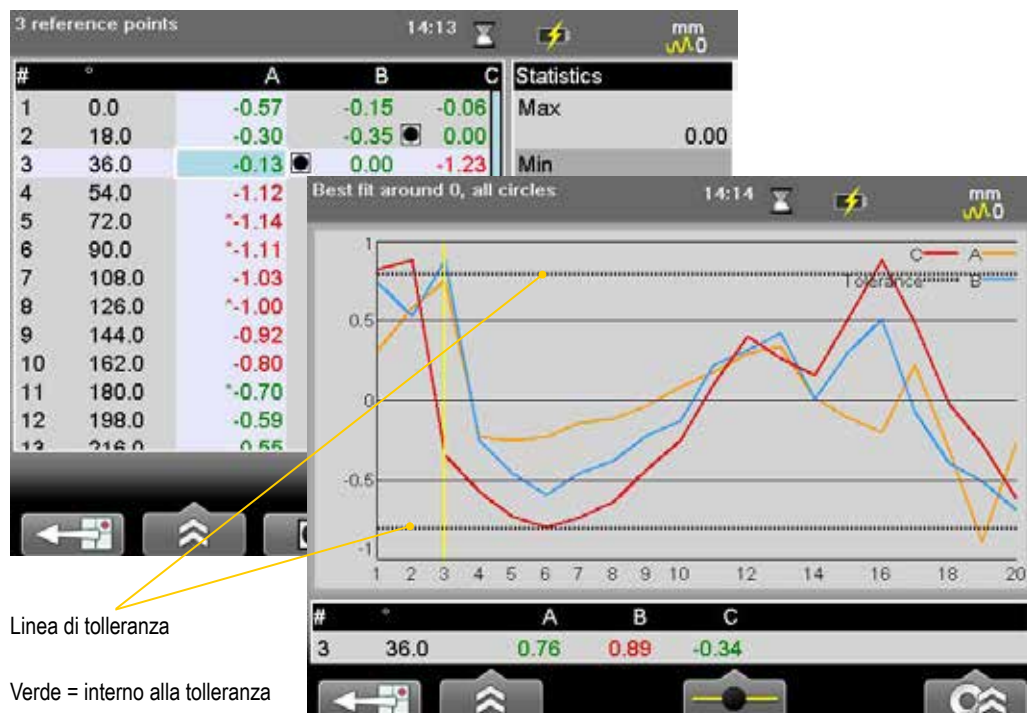 3 reference points 14:13 mm 0
# ° A B C Statistics
1 0.0 -0.57 -0.15 -0.06 Max
2 18.0 -0.30 -0.35 0.00 0.00
3 36.0 -0.13 0.00 -1.23 Min
4 54.0 -1.12
5 72.0 *-1.14
6 90.0 *-1.11
7 108.0 -1.03
8 126.0 *-1.00
9 144.0 -0.92
10 162.0 -0.80
11 180.0 *-0.70
12 198.0 -0.59
13 216.0 0.55
Best fit around 0, all circles 14:14 mm 0
1
C A
Tolerance B
0.5
0
-0.5
-1
1 2 3 4 5 6 7 8 9 10 12 14 16 18 20
# ° A B C
3 36.0 0.76 0.89 -0.34
Linea di tolleranza
Verde = interno alla tolleranza